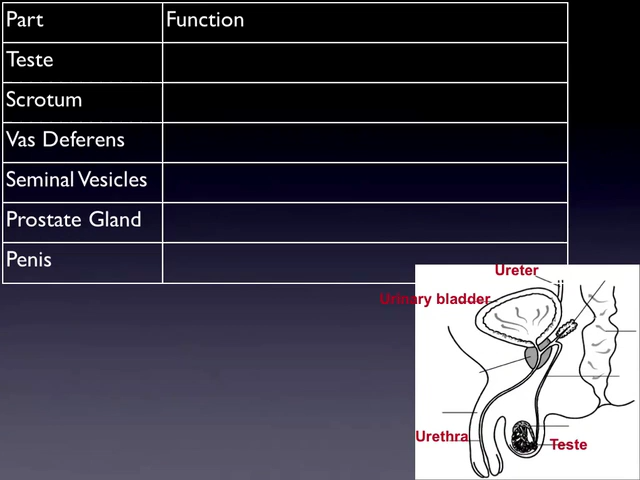 Part Function
Teste
Scrotum
Vas Deferens
Seminal Vesicles
Prostate Gland
Penis
Ureter
Urinary bladder
Urethra
Teste